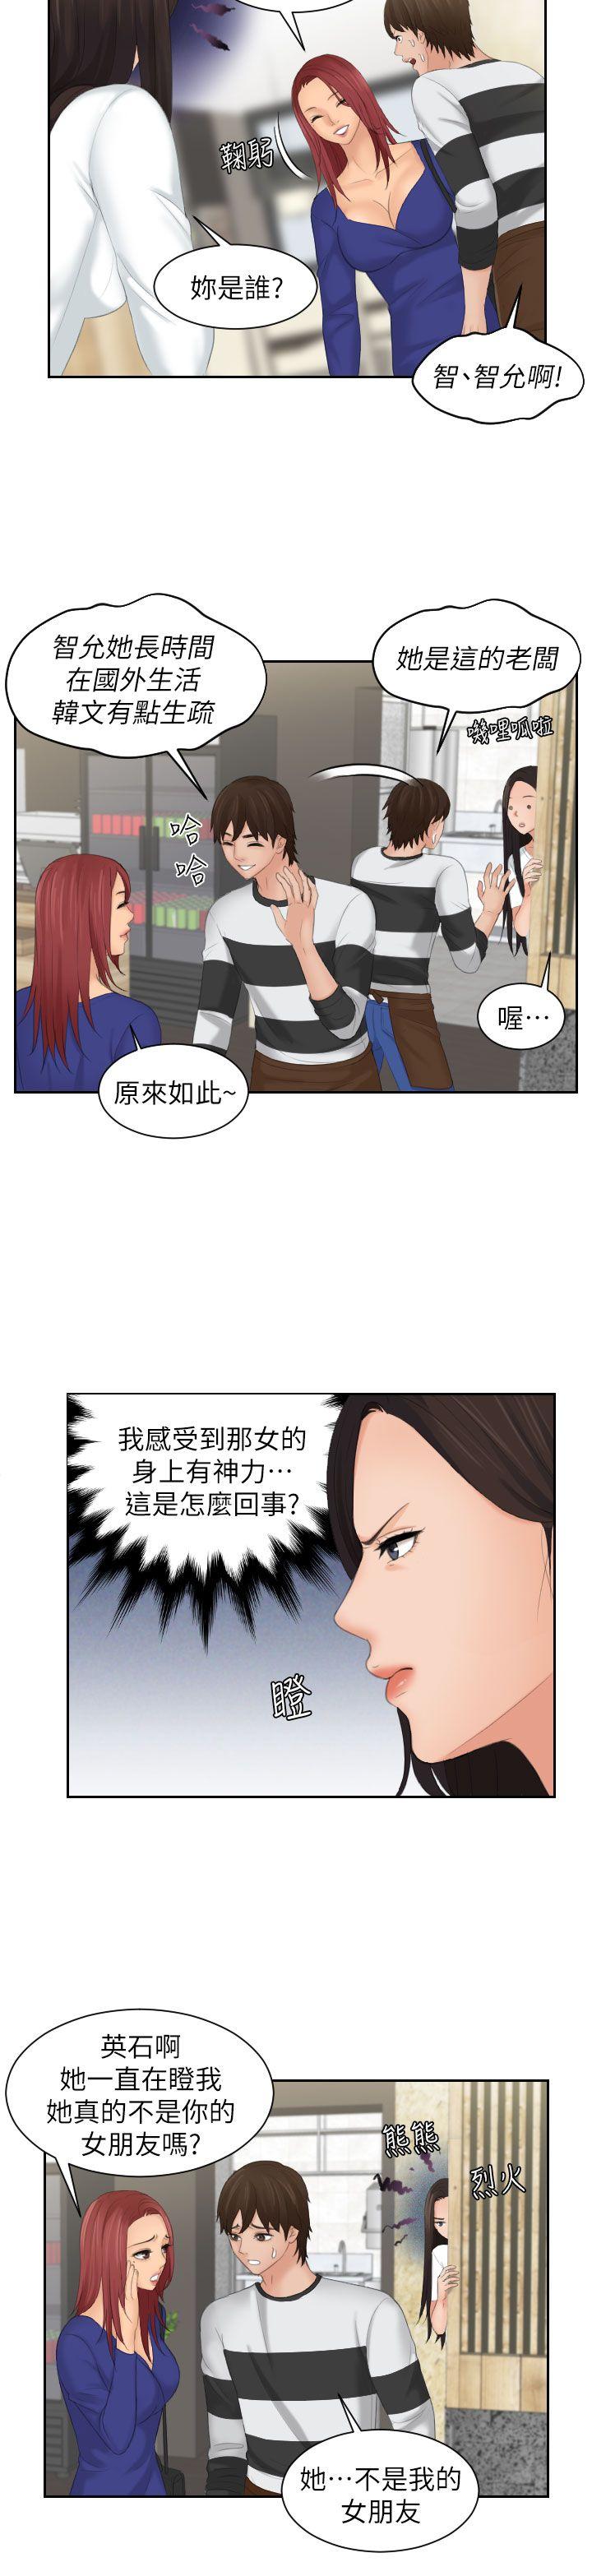 鞠躬
妳是誰?
智、智允啊!
智允她長時間
在國外生活
韓文有點生疏
她是這的老闆
嘰哩呱啦
哈
哈
喔…
原來如此~
我感受到那女的
身上有神力…
這是怎麼回事?
瞪
英石啊
她一直在瞪我
她真的不是你的
女朋友嗎?
熊熊
烈火
她…不是我的
女朋友